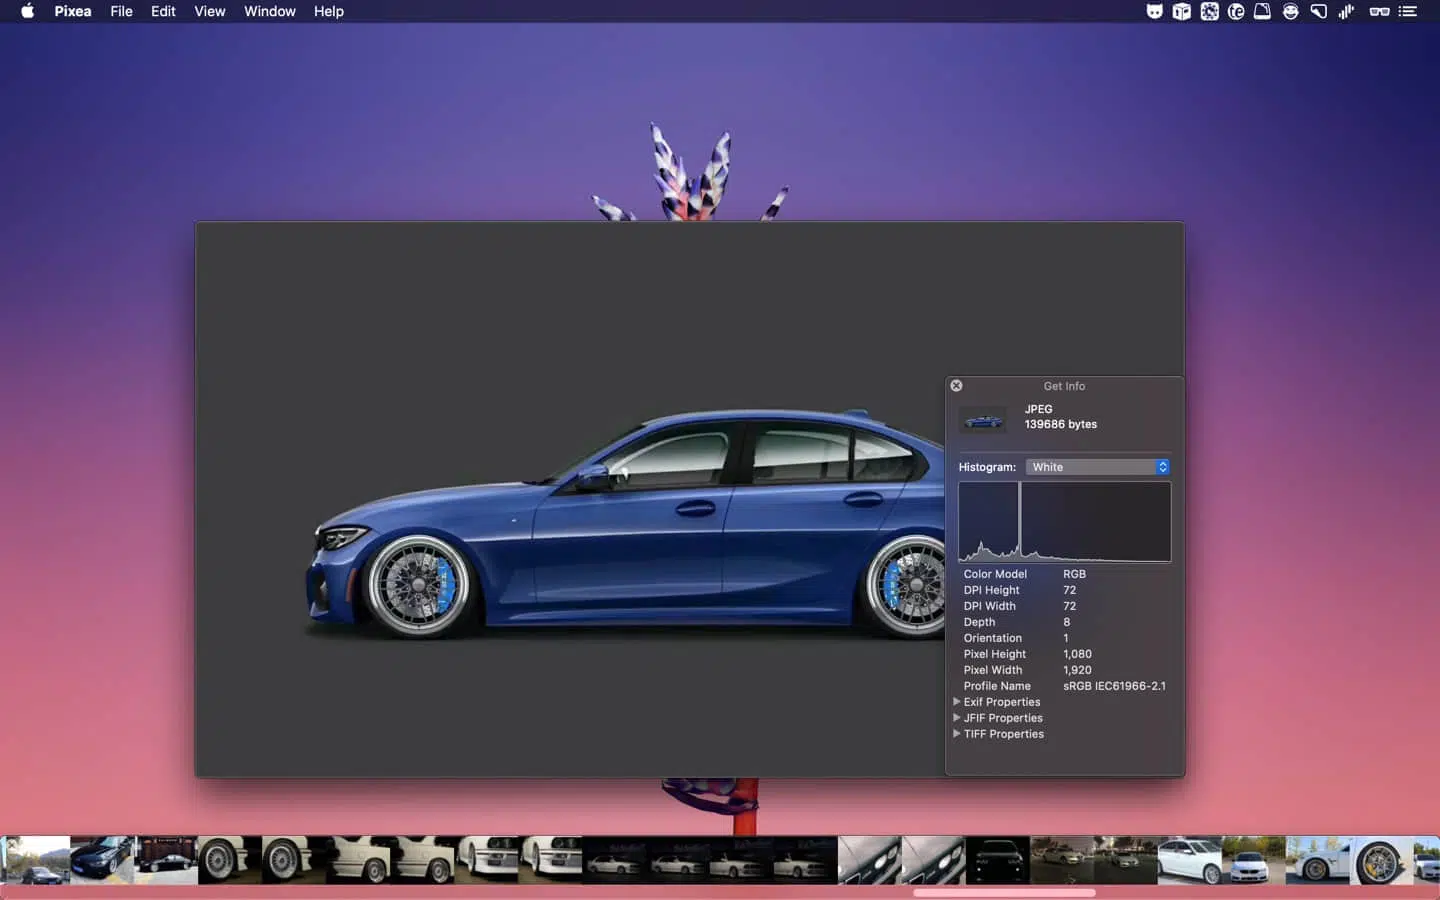 Pixea File Edit View Window Help
Get Info
JPEG
139686 bytes
Histogram: White
Color Model RGB
DPI Height 72
DPI Width 72
Depth 8
Orientation 1
Pixel Height 1,080
Pixel Width 1,920
Profile Name sRGB IEC61966-2.1
Exif Properties
JFIF Properties
TIFF Properties